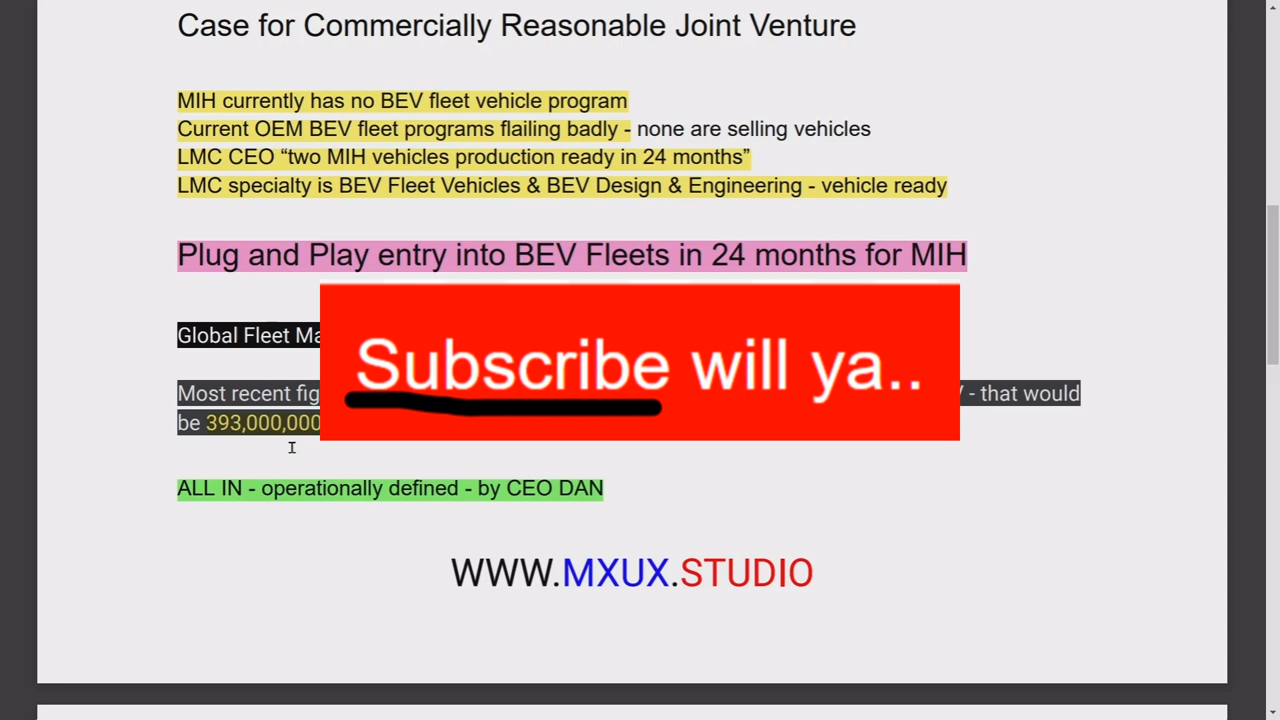 Case for Commercially Reasonable Joint Venture
MIH currently has no BEV fleet vehicle program
Current OEM BEV fleet programs flailing badly - none are selling vehicles
LMC CEO “two MIH vehicles production ready in 24 months”
LMC specialty is BEV Fleet Vehicles & BEV Design & Engineering - vehicle ready
Plug and Play entry into BEV Fleets in 24 months for MIH
Global Fleet
Subscribe will ya..
Most recent - that would
be 393,000,000
ALL IN - operationally defined - by CEO DAN
WWW.MXUX.STUDIO